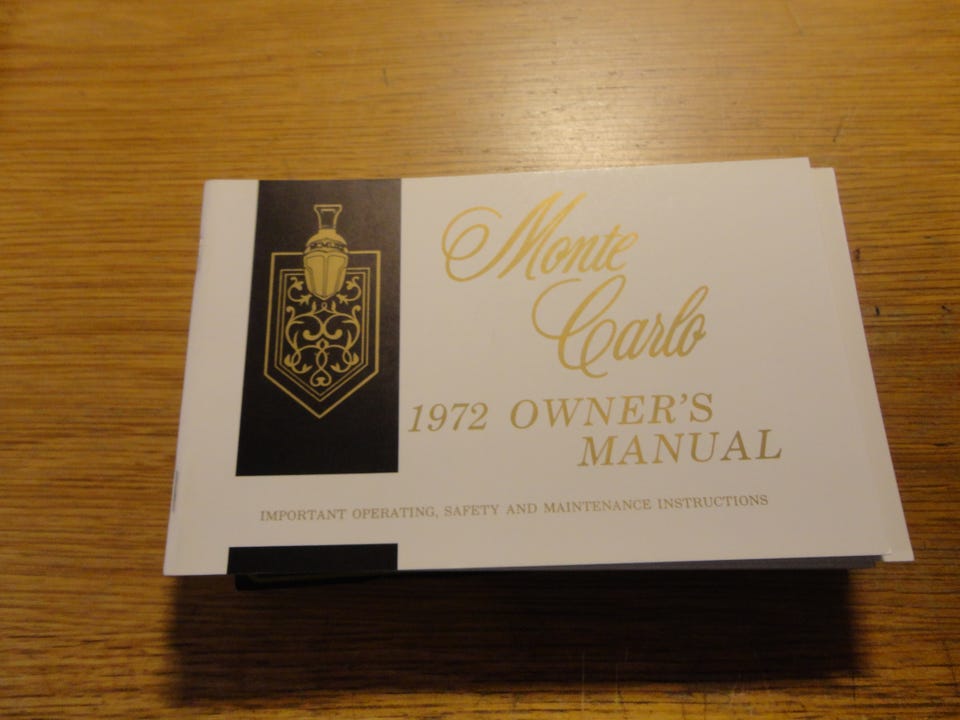 Monte
Carlo
1972 OWNER'S
MANUAL
IMPORTANT OPERATING, SAFETY AND MAINTENANCE INSTRUCTIONS